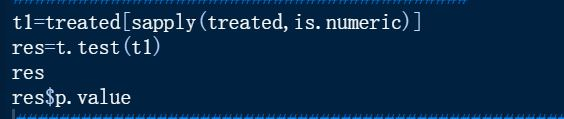 t1=treated[sapply(treated,is.numeric)]
res=t.test(t1)
res
res$p.value